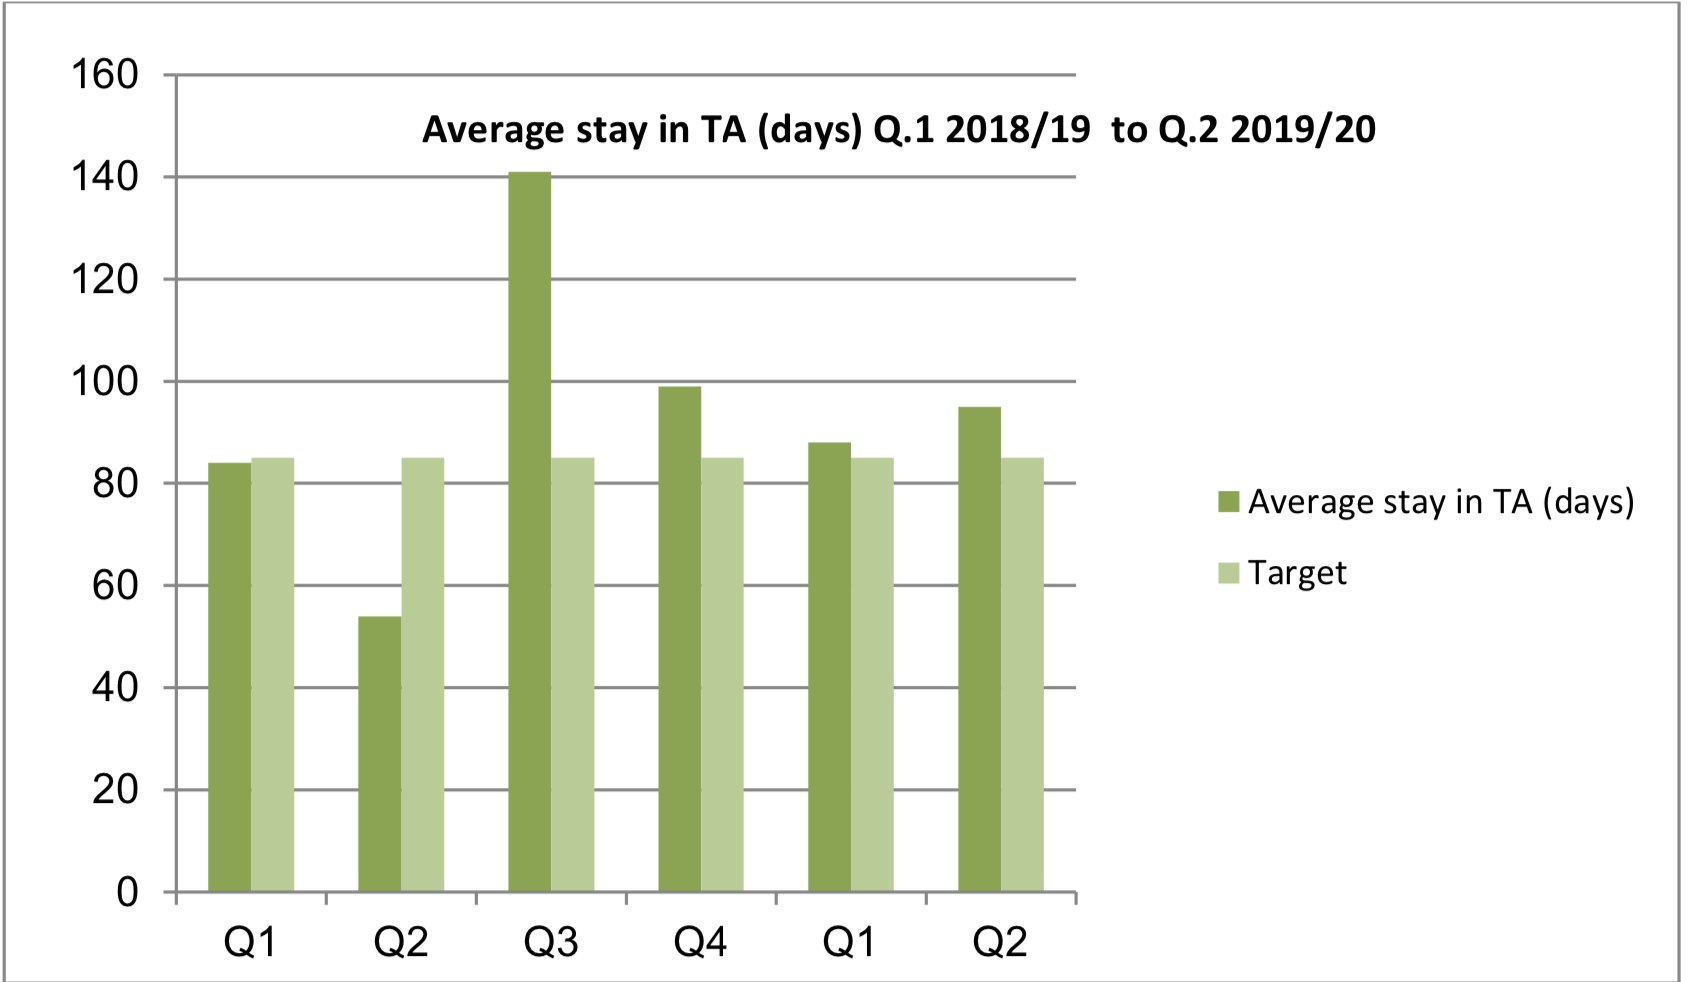 160
Average stay in TA (days) Q.1 2018/19  to Q.2 2019/20
140
120
100
80
60
40
20
0
Q1 Q2 Q3 Q4 Q1 Q2
Average stay in TA (days)
Target